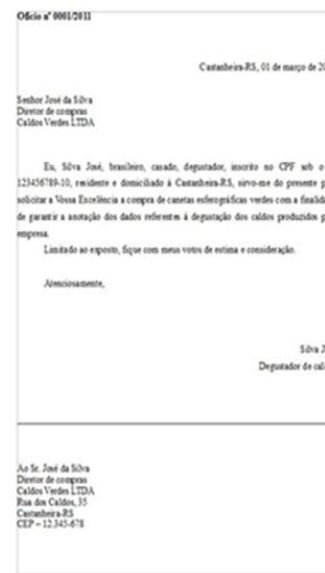 Ofício nº 0001/2011
Castanheira-RS, 01 de março de 20
Senhor José da Silva
Diretor de compras
Caldos Verdes LTDA
Eu, Silva José, brasileiro, casado, degustador, inscrito no CPF sob o
123456789-10, residente e domiciliado à Castanheira-RS, sirvo-me do presente p
solicitar a Vossa Excelência a compra de canetas esferográficas verdes com a finalid
de garantir a anotação dos dados referentes à degustação dos caldos produzidos p
empresa.
Limitado ao exposto, fique com meus votos de estima e consideração.
Atenciosamente,
Silva J
Degustador de cal
Ao Sr. José da Silva
Diretor de compras
Caldos Verdes LTDA
Rua dos Caldos, 35
Castanheira-RS
CEP – 12.345-678